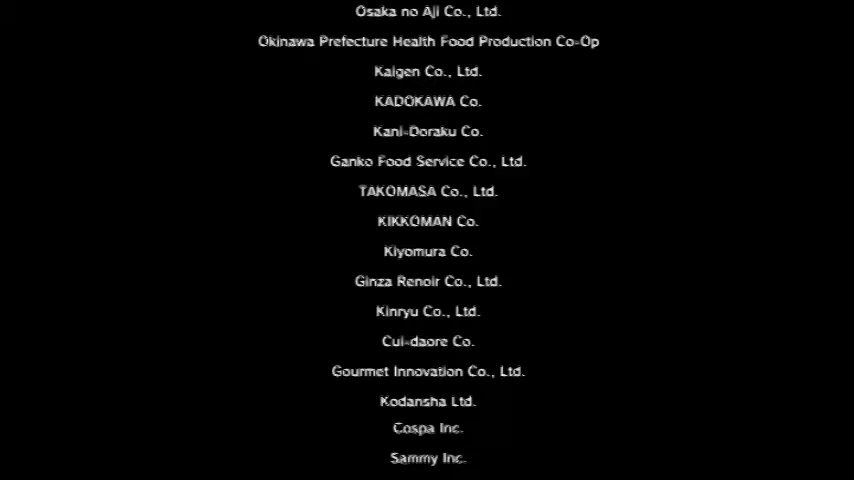 Osaka no Aji Co., Ltd.
Okinawa Prefecture Health Food Production Co-Op
Kaigen Co., Ltd.
KADOKAWA Co.
Kani-Doraku Co.
Ganko Food Service Co., Ltd.
TAKOMASA Co., Ltd.
KIKKOMAN Co.
Kiyomura Co.
Ginza Renoir Co., Ltd.
Kinryu Co., Ltd.
Cui-daore Co.
Gourmet Innovation Co., Ltd.
Kodansha Ltd.
Cospa Inc.
Sammy Inc.